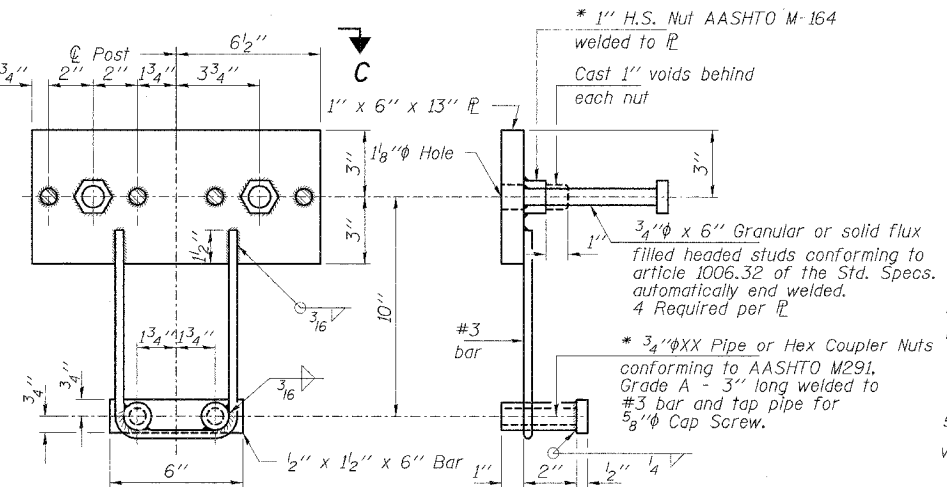 * 1" H.S. Nut AASHTO M-164
welded to ℄
Cast 1" voids behind
each nut
℄ Post
6½"
C
¾"
2"
2"
1¾"
3¾"
1" x 6" x 13" ℄
1⅛"ϕ Hole
3"
3"
3"
1½"
1"
¾"ϕ x 6" Granular or solid flux
filled headed studs conforming to
article 1006.32 of the Std. Specs.
automatically end welded.
4 Required per ℄
3/16
10"
#3
bar
1¾"
1¾"
3/16
¾"
¾"
* ¾"ϕXX Pipe or Hex Coupler Nuts
conforming to AASHTO M291,
Grade A - 3" long welded to
#3 bar and tap pipe for
⅝"ϕ Cap Screw.
6"
½" x 1½" x 6" Bar
1"
2"
½"
¼